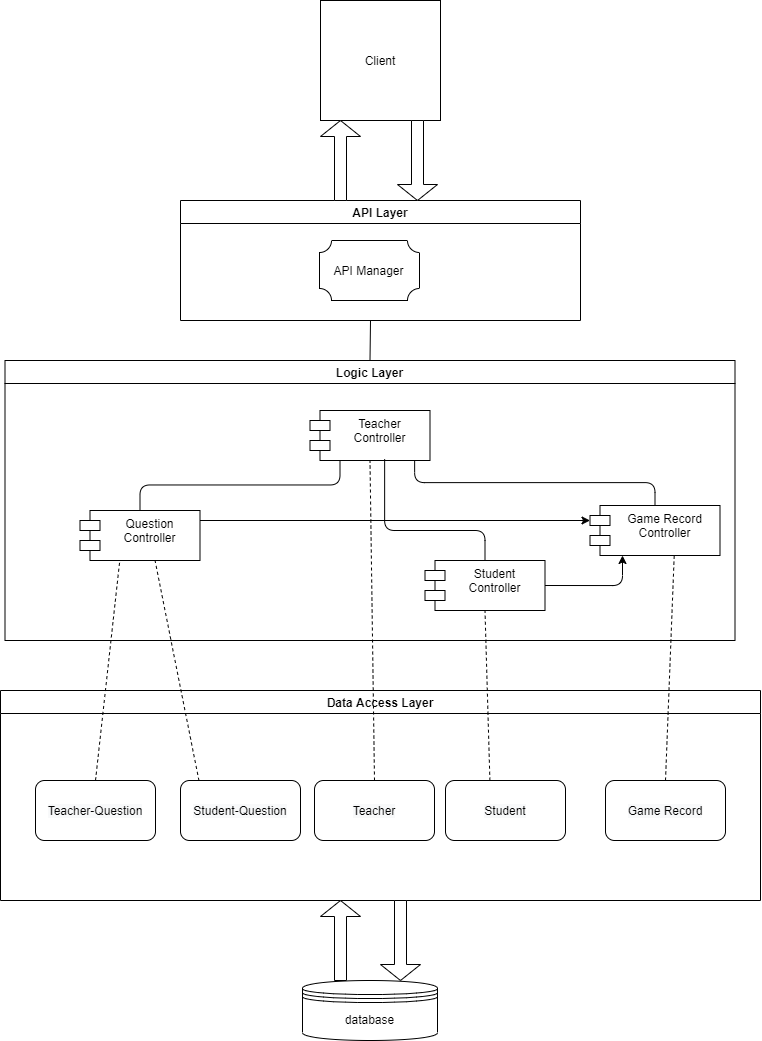 Client
API Layer
API Manager
Logic Layer
Teacher
Controller
Question
Controller
Game Record
Controller
Student
Controller
Data Access Layer
Teacher-Question
Student-Question
Teacher
Student
Game Record
database